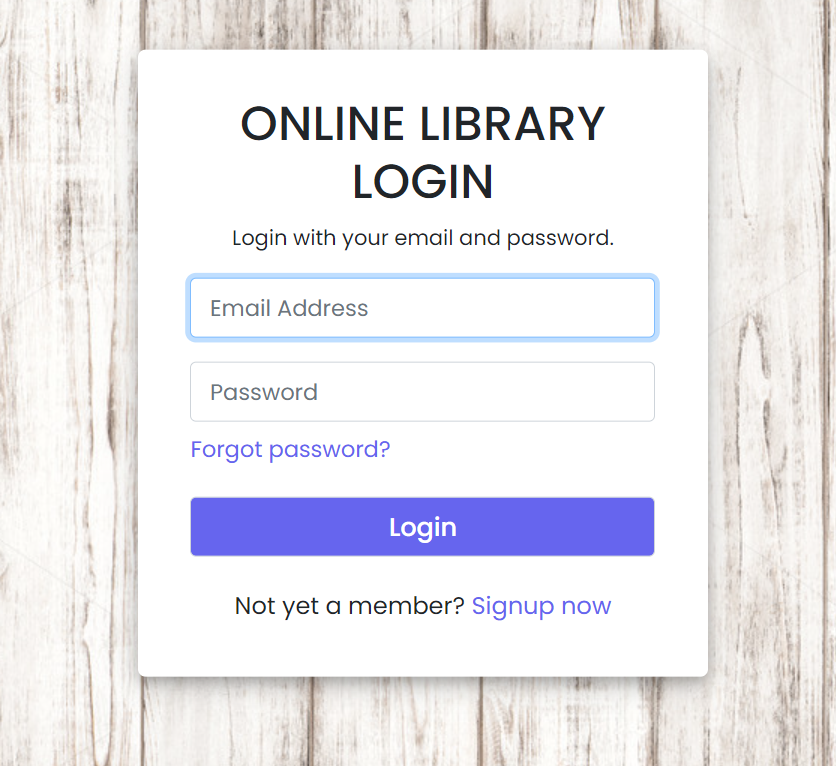 ONLINE LIBRARY
LOGIN
Login with your email and password.
Email Address
Password
Forgot password?
Login
Not yet a member? Signup now